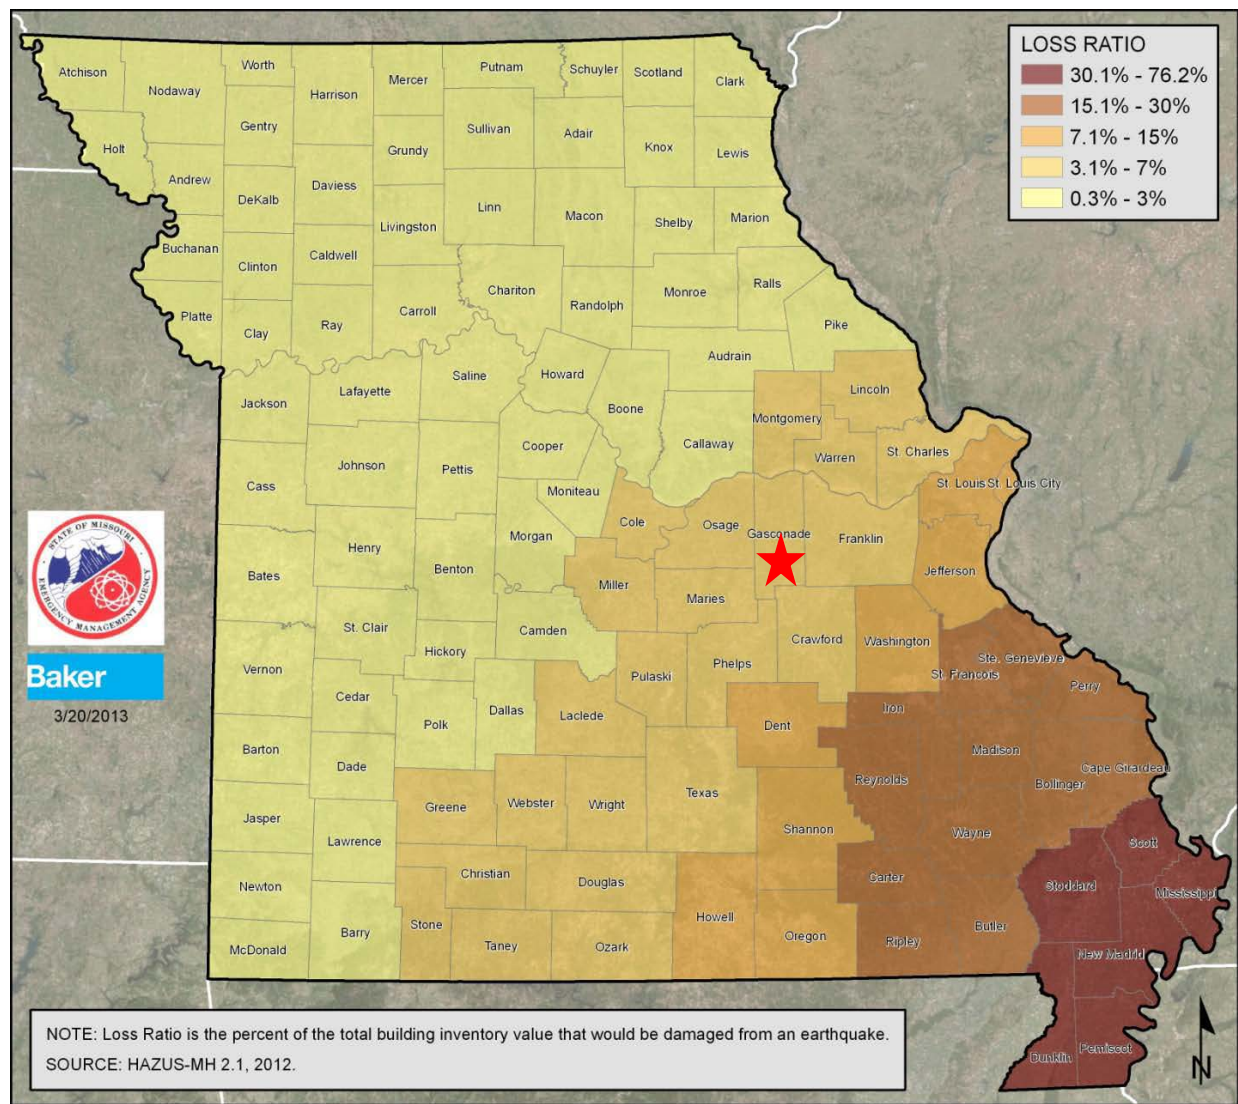 LOSS RATIO
30.1% - 76.2%
15.1% - 30%
7.1% - 15%
3.1% - 7%
0.3% - 3%
Atchison
Nodaway
Worth
Harrison
Mercer
Putnam
Schuyler
Scotland
Clark
Holt
Gentry
Grundy
Sullivan
Adair
Knox
Lewis
Andrew
DeKalb
Daviess
Livingston
Linn
Macon
Shelby
Marion
Buchanan
Clinton
Caldwell
Carroll
Chariton
Randolph
Monroe
Ralls
Platte
Clay
Ray
Pike
Audrain
Jackson
Lafayette
Saline
Howard
Boone
Callaway
Montgomery
Lincoln
Warren
St. Charles
St. Louis
St. Louis City
Cass
Johnson
Pettis
Cooper
Moniteau
Cole
Osage
Gasconade
Franklin
Jefferson
Bates
Henry
Benton
Morgan
Miller
Maries
St. Clair
Hickory
Camden
Pulaski
Phelps
Crawford
Washington
Ste. Genevieve
St. Francois
Perry
Vernon
Cedar
Polk
Dallas
Laclede
Dent
Iron
Madison
Cape Girardeau
Bollinger
Reynolds
Barton
Dade
Greene
Webster
Wright
Texas
Shannon
Wayne
Scott
Jasper
Lawrence
Christian
Douglas
Howell
Carter
Stoddard
Mississippi
Newton
McDonald
Barry
Stone
Taney
Ozark
Oregon
Ripley
Butler
New Madrid
Dunklin
Pemiscot
STATE OF MISSOURI
EMERGENCY MANAGEMENT AGENCY
Baker
3/20/2013
NOTE: Loss Ratio is the percent of the total building inventory value that would be damaged from an earthquake.
SOURCE: HAZUS-MH 2.1, 2012.
N